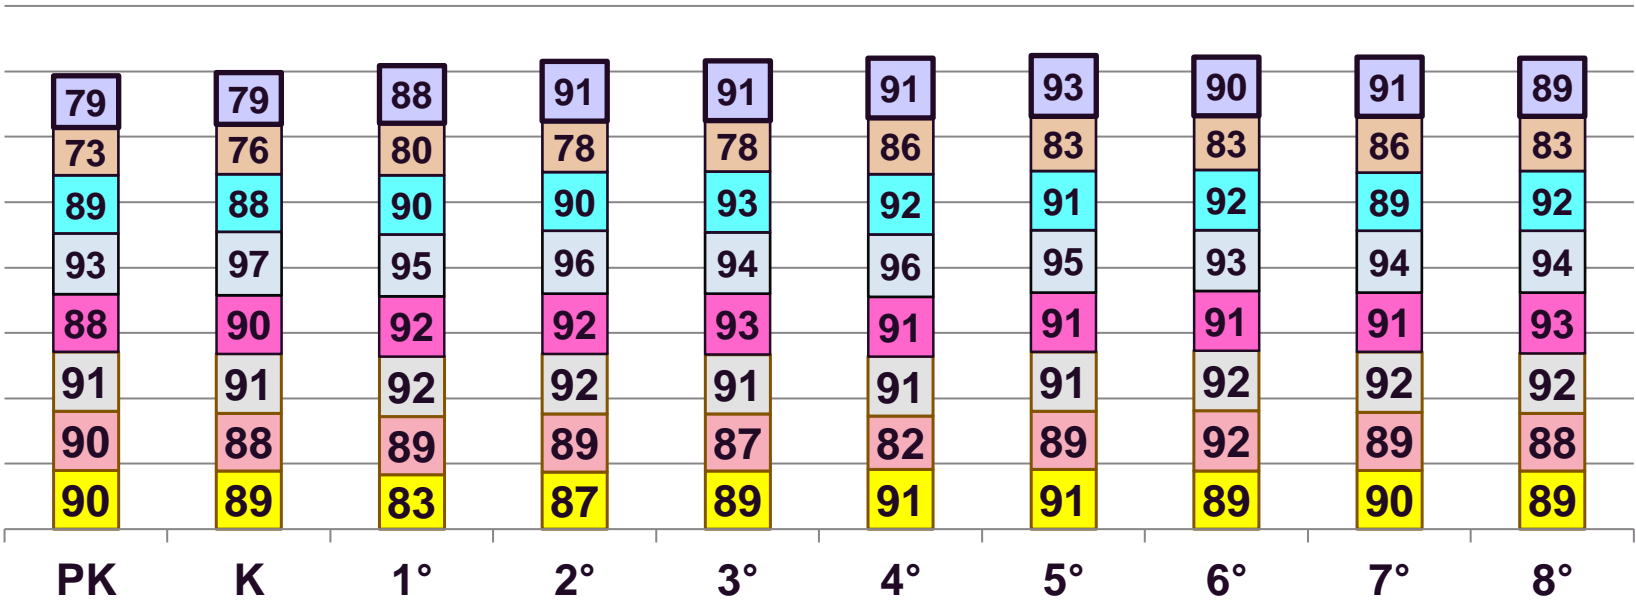 79 79 88 91 91 91 93 90 91 89
73 76 80 78 78 86 83 83 86 83
89 88 90 90 93 92 91 92 89 92
93 97 95 96 94 96 95 93 94 94
88 90 92 92 93 91 91 91 91 93
91 91 92 92 91 91 91 92 92 92
90 88 89 89 87 82 89 92 89 88
90 89 83 87 89 91 91 89 90 89
PK K 1° 2° 3° 4° 5° 6° 7° 8°